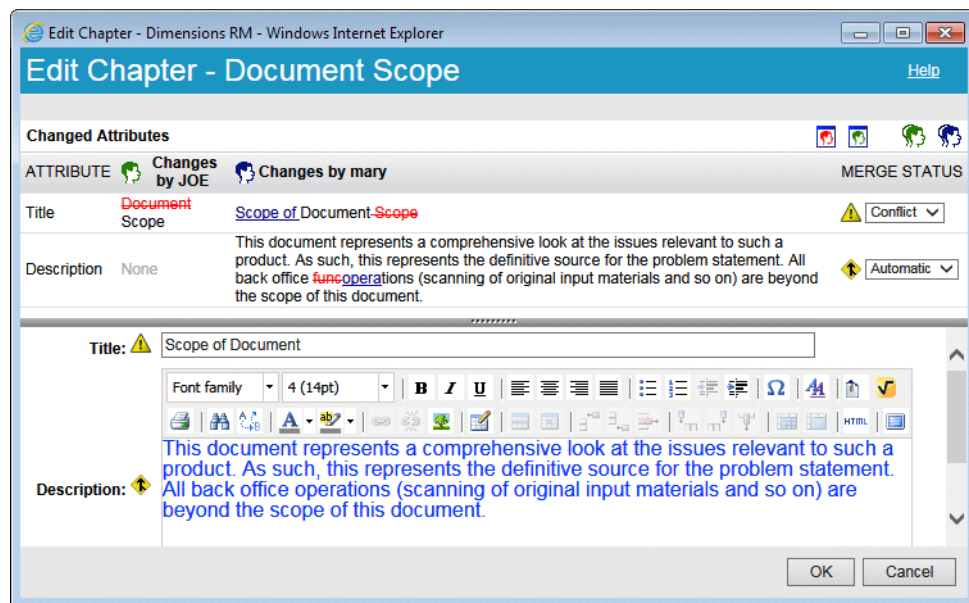 Edit Chapter - Dimensions RM - Windows Internet Explorer
Edit Chapter - Document Scope
Help
Changed Attributes
ATTRIBUTE
Changes
by JOE
Changes by mary
MERGE STATUS
Title
Document
Scope
Scope of Document Scope
Conflict
Description
None
This document represents a comprehensive look at the issues relevant to such a
product. As such, this represents the definitive source for the problem statement. All
back office funcoperations (scanning of original input materials and so on) are beyond
the scope of this document.
Automatic
Title:
Scope of Document
Font family
4 (14pt)
B I U
HTML
Description:
This document represents a comprehensive look at the issues relevant to such a
product. As such, this represents the definitive source for the problem statement.
All back office operations (scanning of original input materials and so on) are
beyond the scope of this document.
OK
Cancel